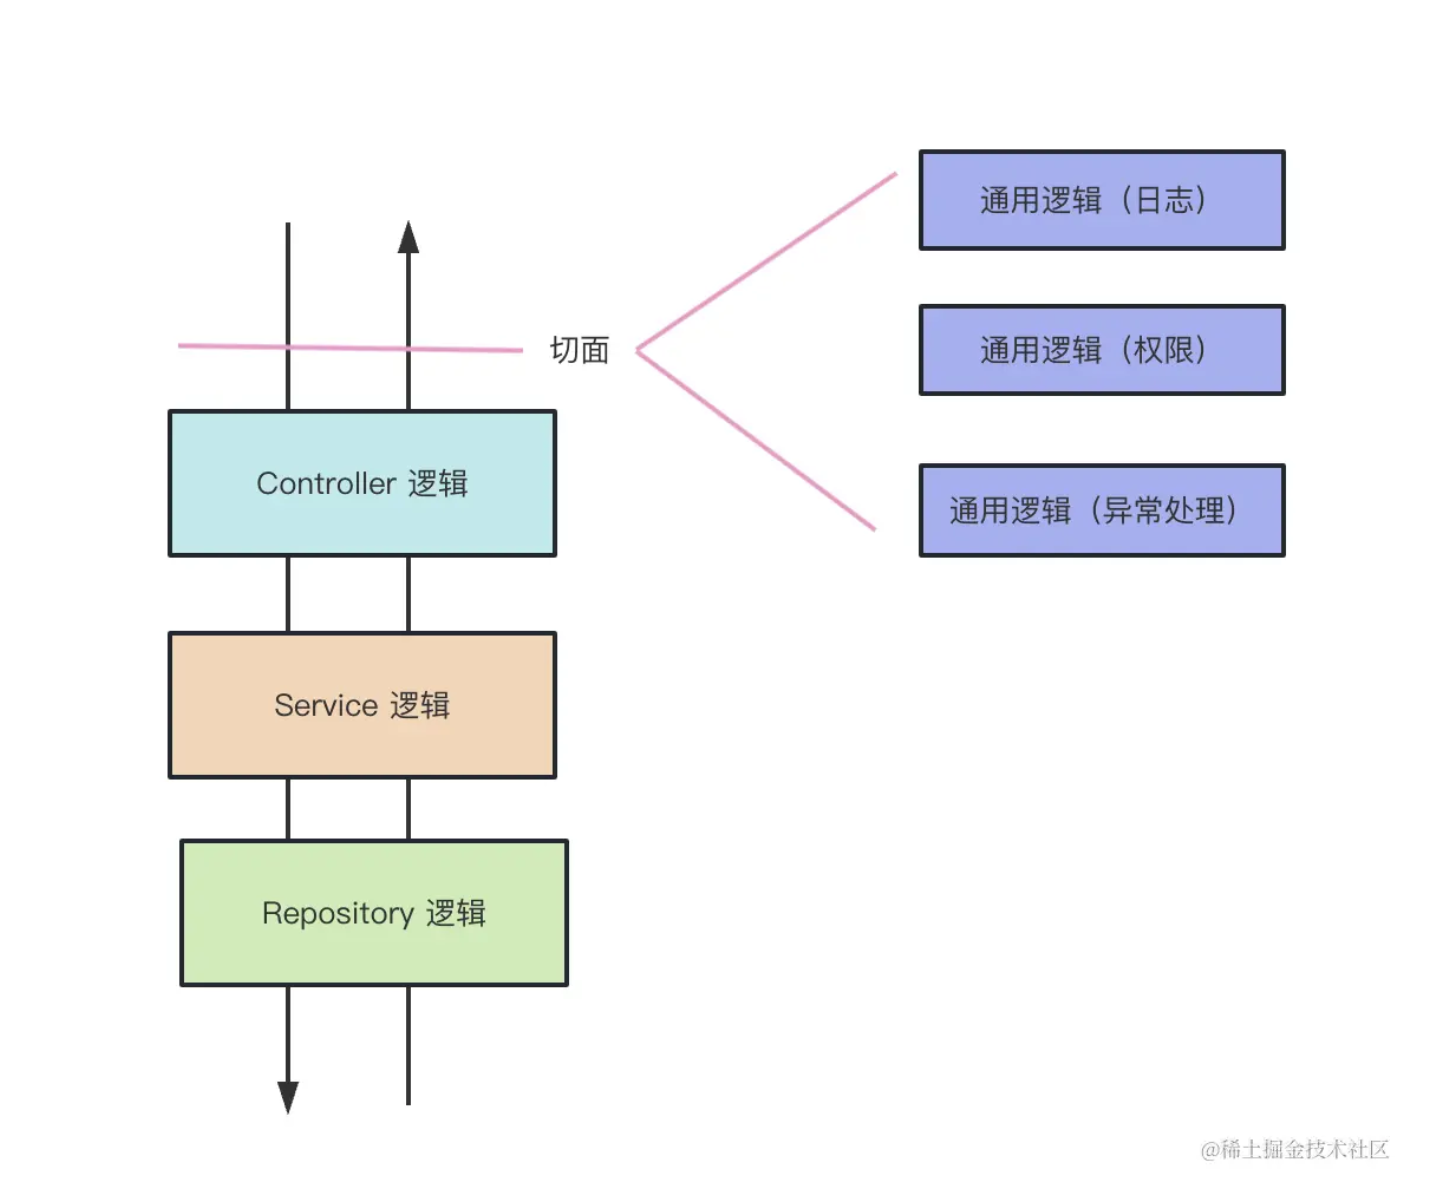 通用逻辑（日志）
切面
通用逻辑（权限）
Controller 逻辑
通用逻辑（异常处理）
Service 逻辑
Repository 逻辑
@稀土掘金技术社区